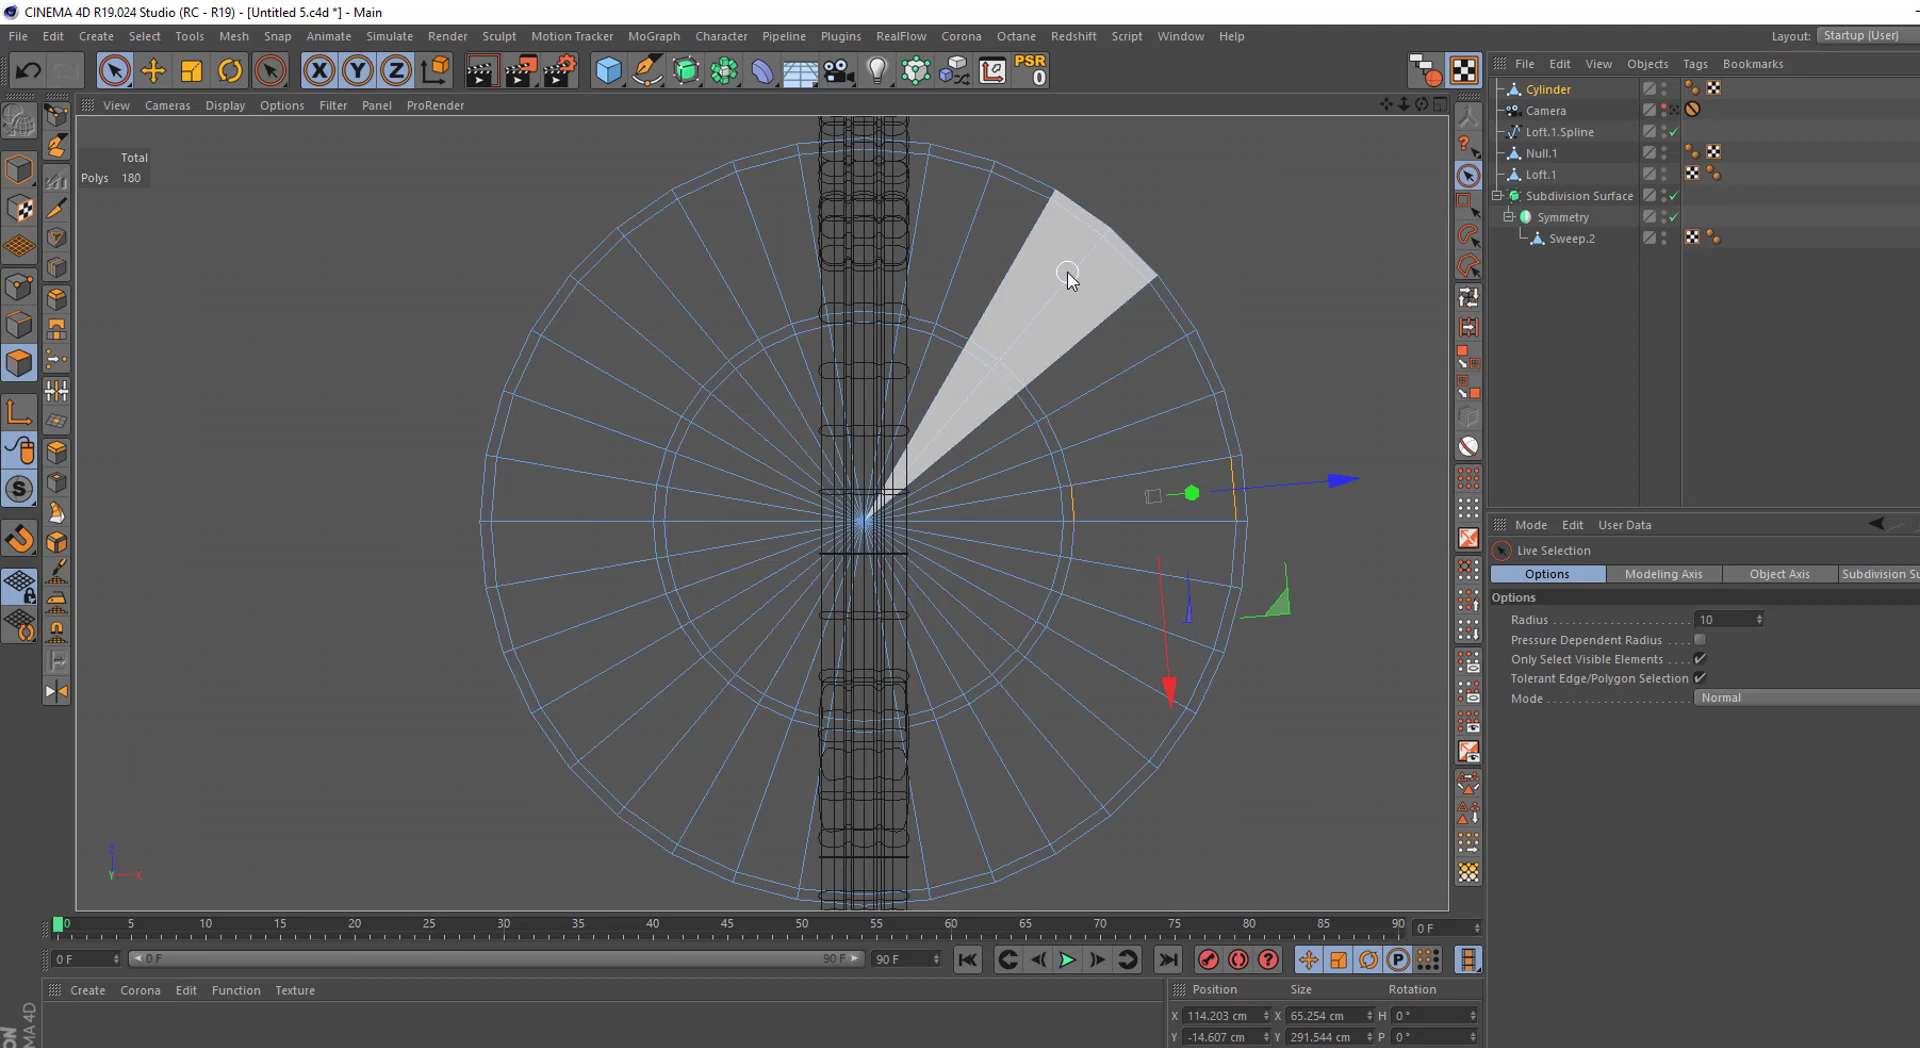 CINEMA 4D R19.024 Studio (RC - R19) - [Untitled 5.c4d *] - Main
File Edit Create Select Tools Mesh Snap Animate Simulate Render Sculpt Motion Tracker MoGraph Character Pipeline Plugins RealFlow Corona Octane Redshift Script Window Help Layout: Startup (User)
X Y Z PSR 0
File Edit View Objects Tags Bookmarks
View Cameras Display Options Filter Panel ProRender
Cylinder
Camera
Loft.1.Spline
Null.1
Loft.1
Subdivision Surface
Symmetry
Sweep.2
Total
Polys 180
S
Mode Edit User Data
Live Selection
Options Modeling Axis Object Axis Subdivision Su
Options
Radius 10
Pressure Dependent Radius
Only Select Visible Elements
Tolerant Edge/Polygon Selection
Mode Normal
Z
Y X
0 5 10 15 20 25 30 35 40 45 50 55 60 65 70 75 80 85 90 0 F
0 F 0 F 90 F 90 F P
Create Corona Edit Function Texture
Position Size Rotation
X 114.203 cm X 65.254 cm H 0 °
Y -14.607 cm Y 291.544 cm P 0 °